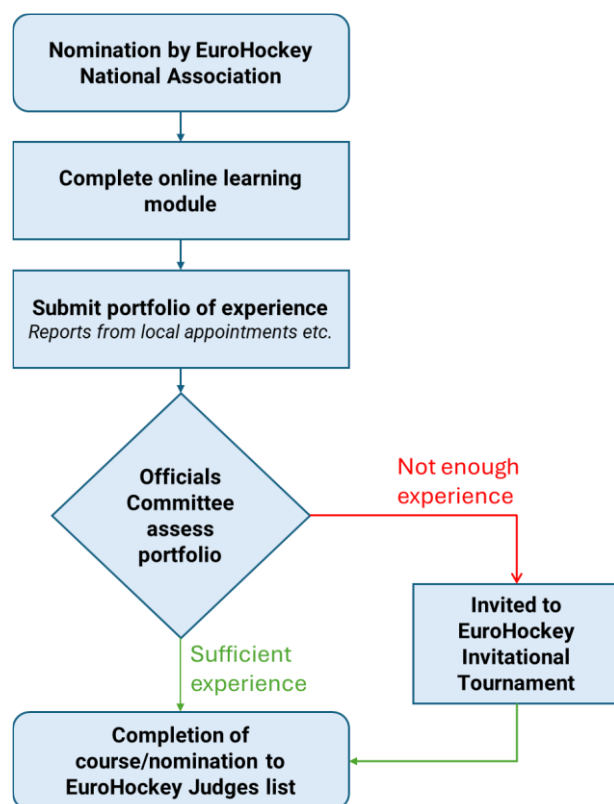 Nomination by EuroHockey
National Association
Complete online learning
module
Submit portfolio of experience
Reports from local appointments etc.
Officials
Committee
assess
portfolio
Not enough
experience
Invited to
EuroHockey
Invitational
Tournament
Sufficient
experience
Completion of
course/nomination to
EuroHockey Judges list